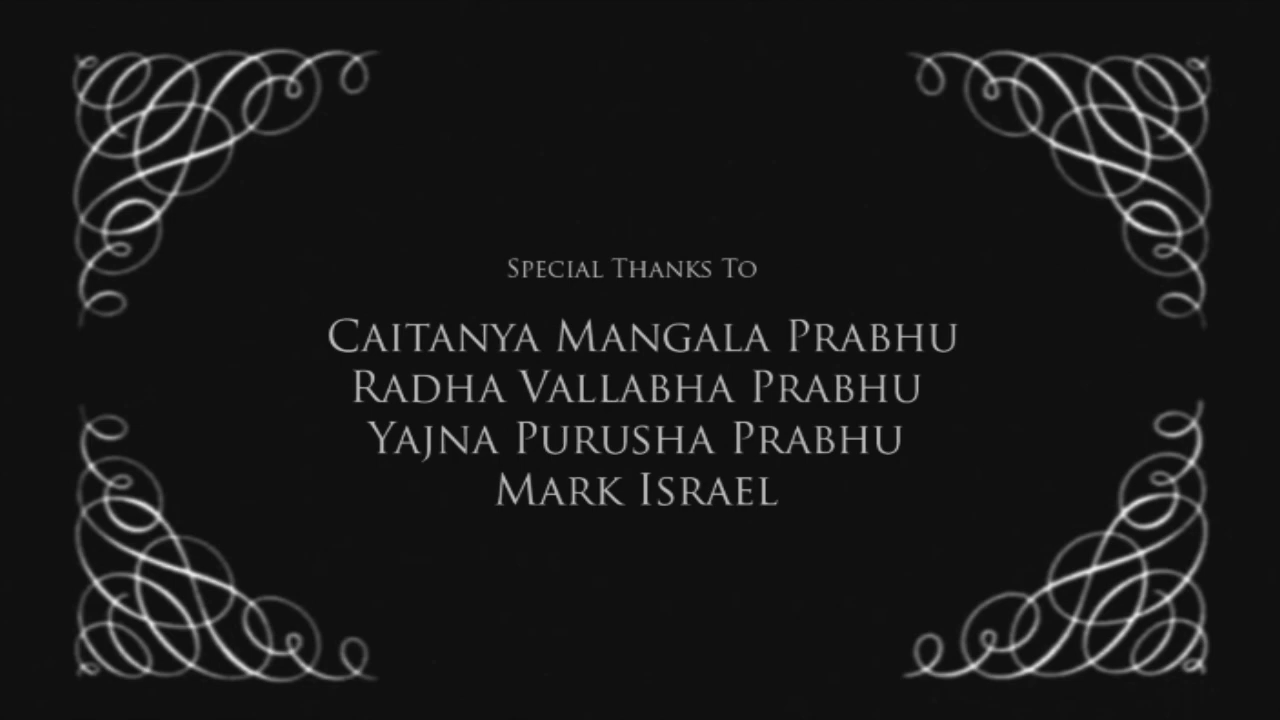 Special Thanks To
Caitanya Mangala Prabhu
Radha Vallabha Prabhu
Yajna Purusha Prabhu
Mark Israel